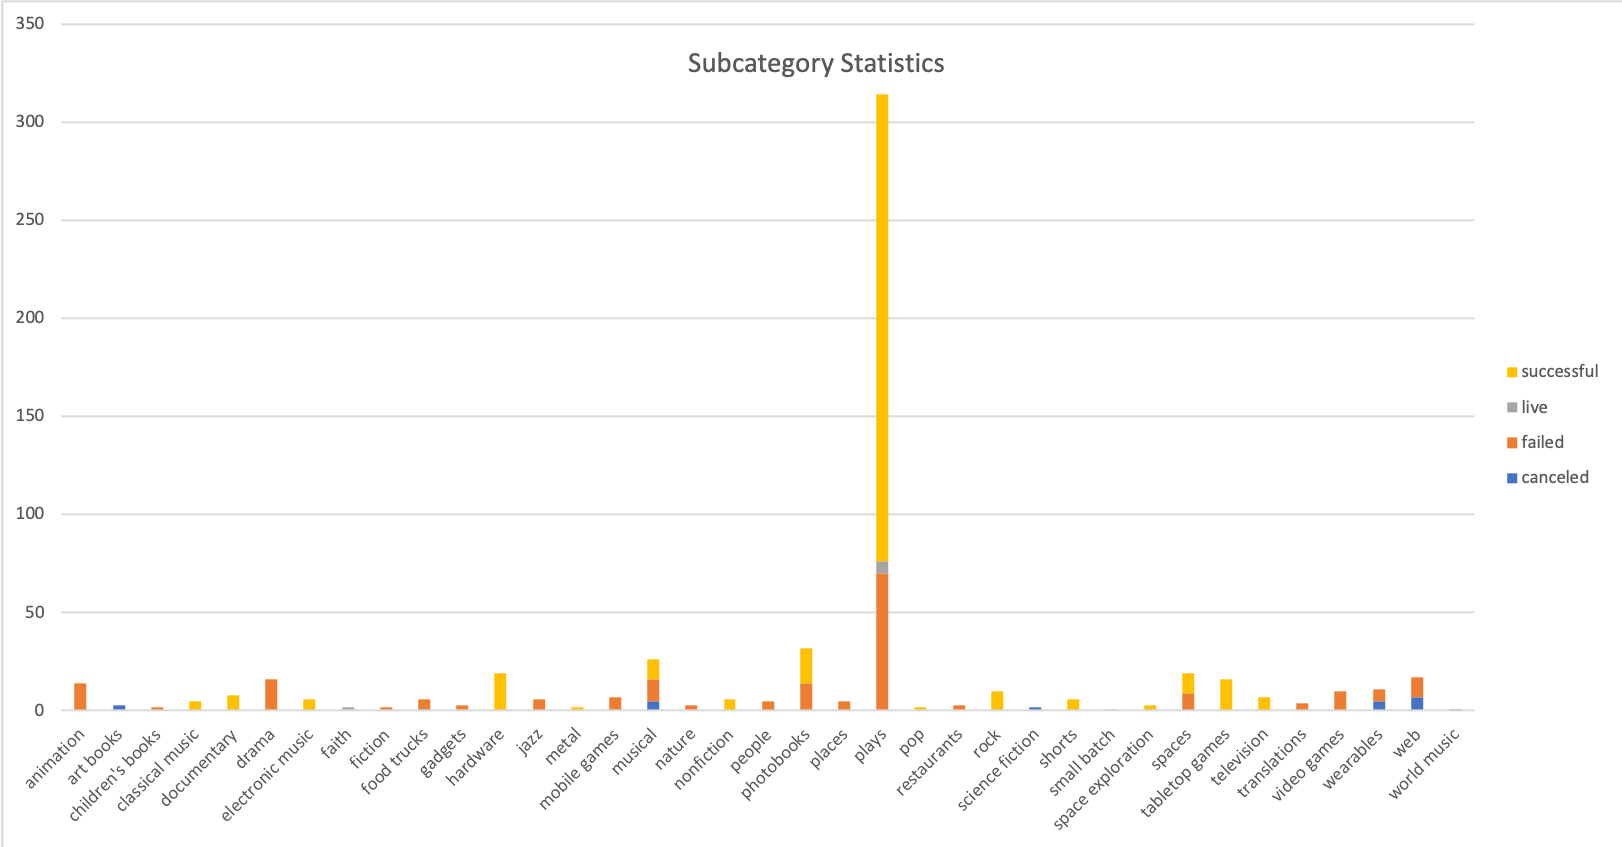 Subcategory Statistics
350
300
250
200
150
100
50
0
animation
art books
children's books
classical music
documentary
drama
electronic music
faith
fiction
food trucks
gadgets
hardware
jazz
metal
mobile games
musical
nature
nonfiction
people
photobooks
places
plays
pop
restaurants
rock
science fiction
shorts
small batch
space exploration
spaces
tabletop games
television
translations
video games
wearables
web
world music
successful
live
failed
canceled